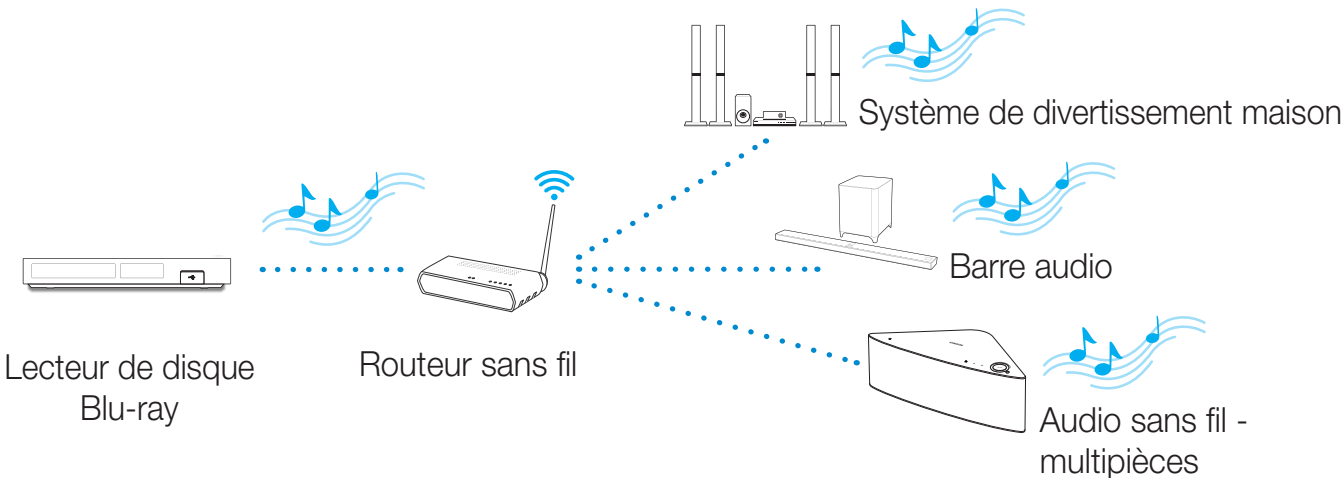 Système de divertissement maison
Barre audio
Lecteur de disque
Blu-ray
Routeur sans fil
Audio sans fil -
multipièces